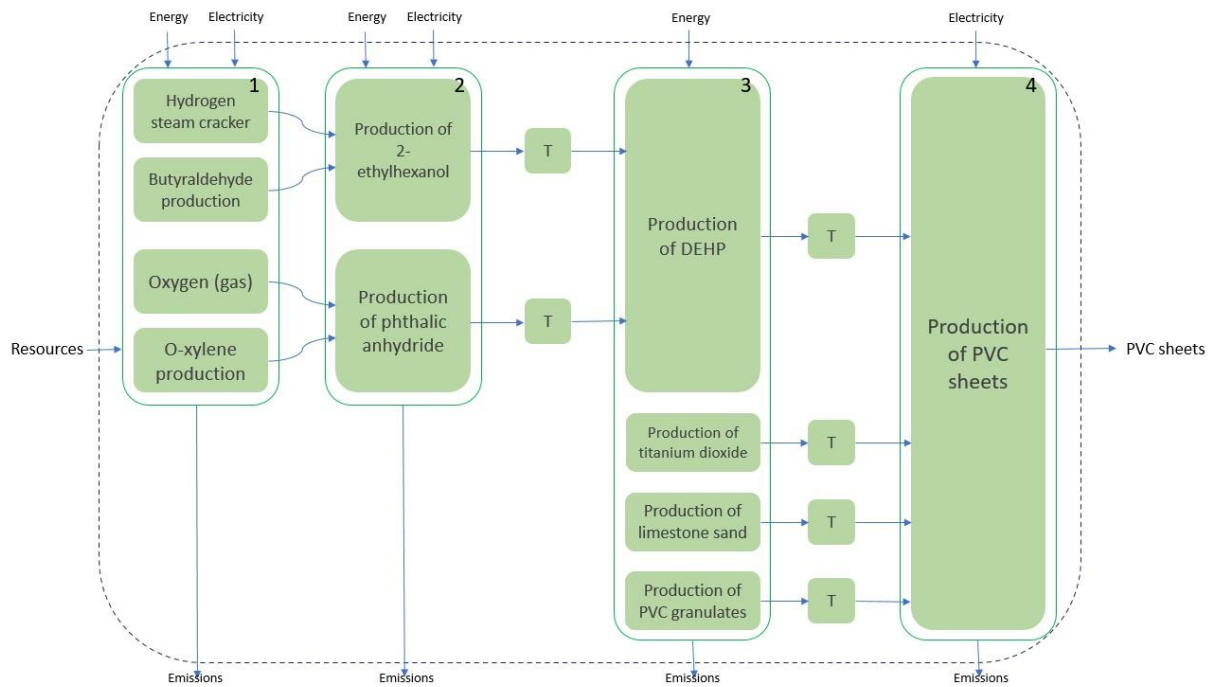 Energy
Electricity
Energy
Electricity
Energy
Electricity
1
Hydrogen
steam cracker
Butyraldehyde
production
Oxygen (gas)
O-xylene
production
Resources
2
Production of
2-
ethylhexanol
Production
of phthalic
anhydride
T
T
3
Production
of DEHP
Production of
titanium dioxide
Production of
limestone sand
Production of
PVC granulates
T
T
T
T
4
Production
of PVC
sheets
PVC sheets
Emissions
Emissions
Emissions
Emissions